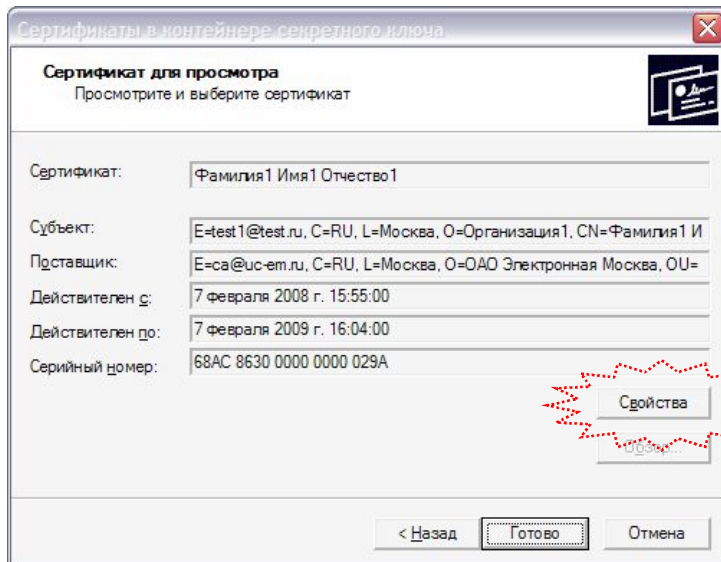 Сертификаты в контейнере секретного ключа
Сертификат для просмотра
Просмотрите и выберите сертификат
Сертификат: Фамилия1 Имя1 Отчество1
Субъект: E=test1@test.ru, C=RU, L=Москва, O=Организация1, CN=Фамилия1 И
Поставщик: E=ca@uc-em.ru, C=RU, L=Москва, O=ОАО Электронная Москва, OU=
Действителен с: 7 февраля 2008 г. 15:55:00
Действителен по: 7 февраля 2009 г. 16:04:00
Серийный номер: 68AC 8630 0000 0000 029A
Свойства
Обзор...
< Назад Готово Отмена